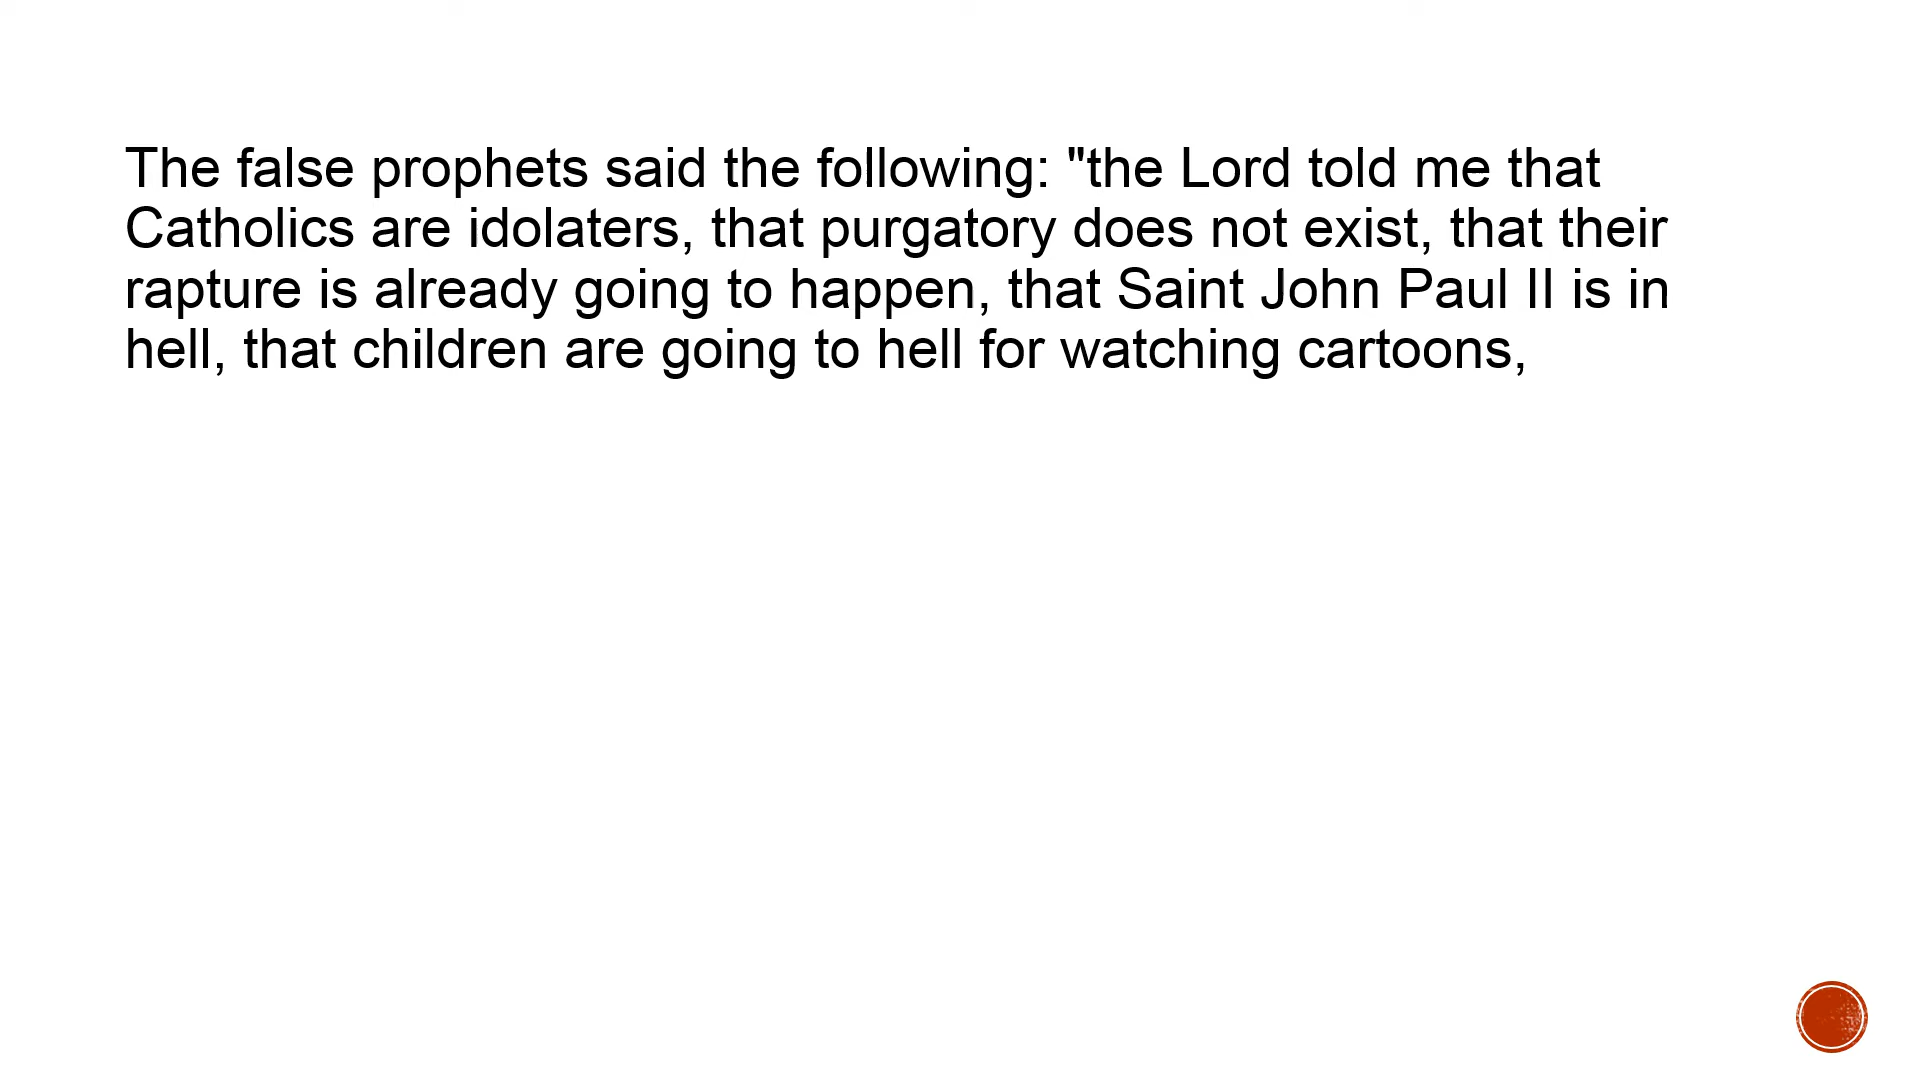 The false prophets said the following: "the Lord told me that
Catholics are idolaters, that purgatory does not exist, that their
rapture is already going to happen, that Saint John Paul II is in
hell, that children are going to hell for watching cartoons,